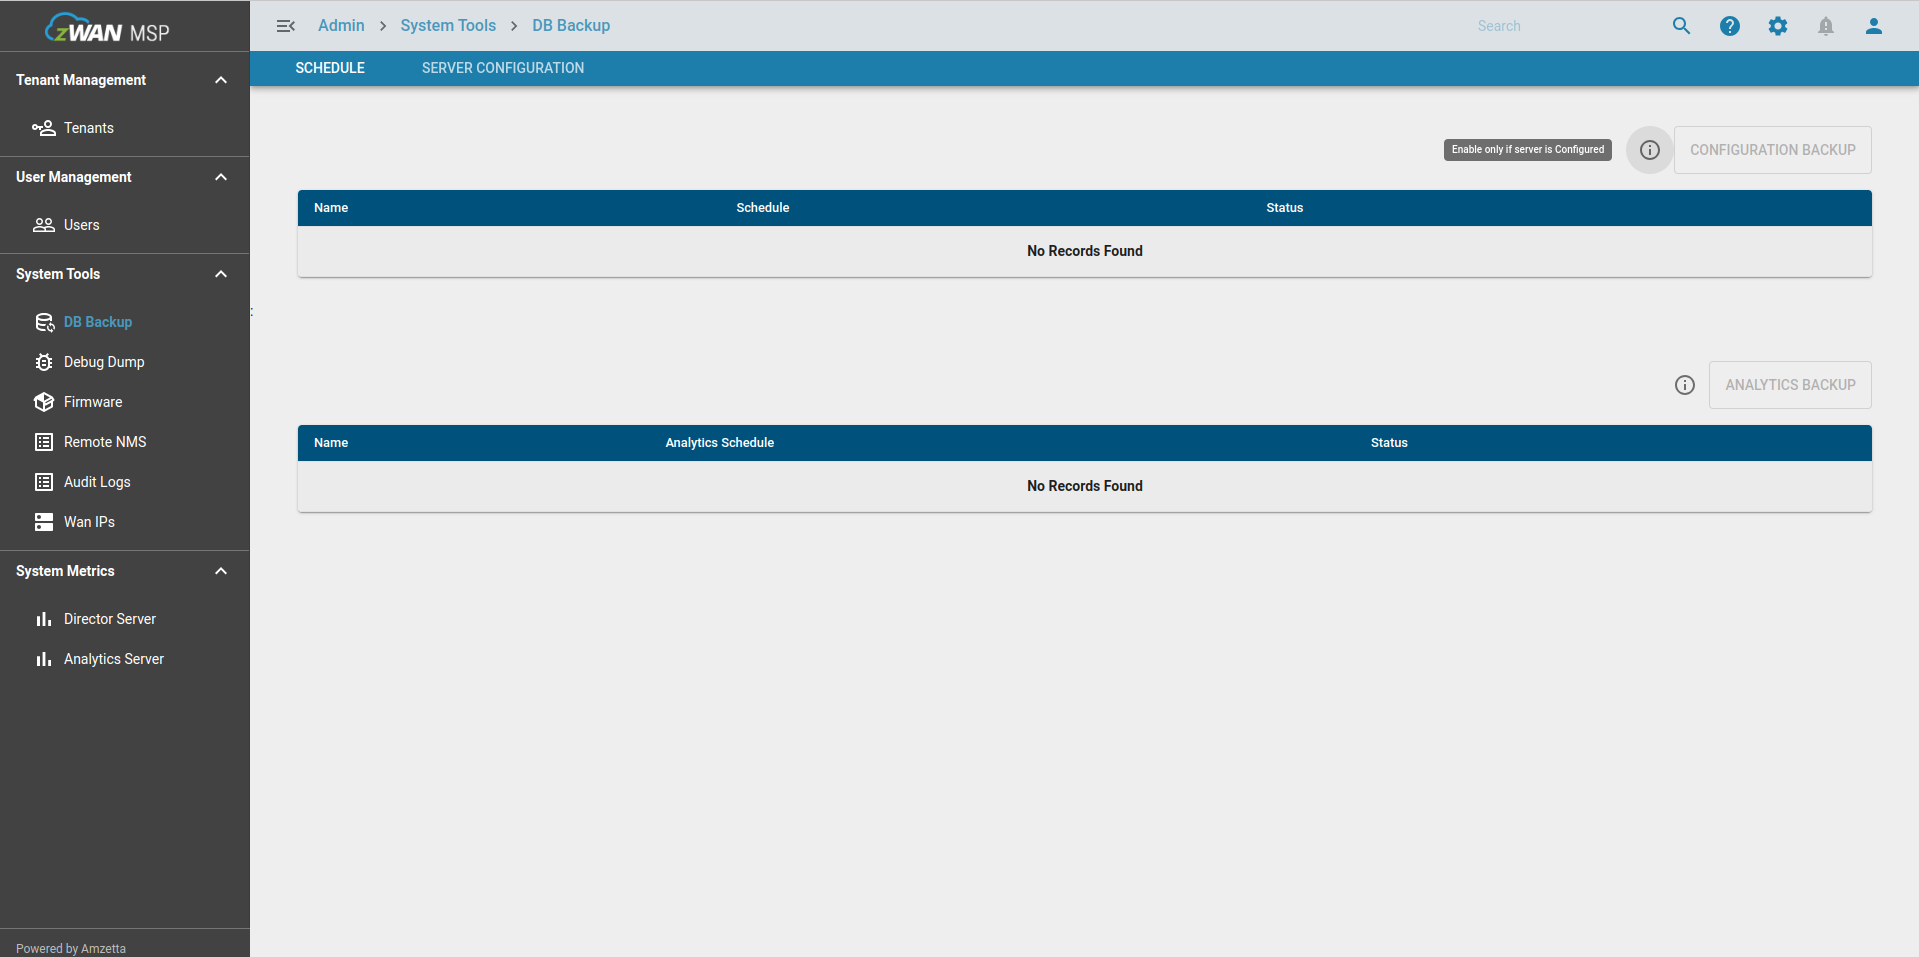 zWAN MSP
Admin > System Tools > DB Backup
Search
SCHEDULE
SERVER CONFIGURATION
Tenant Management
Tenants
User Management
Users
System Tools
DB Backup
Debug Dump
Firmware
Remote NMS
Audit Logs
Wan IPs
System Metrics
Director Server
Analytics Server
Powered by Amzetta
Enable only if server is Configured
CONFIGURATION BACKUP
Name Schedule Status
No Records Found
:
ANALYTICS BACKUP
Name Analytics Schedule Status
No Records Found